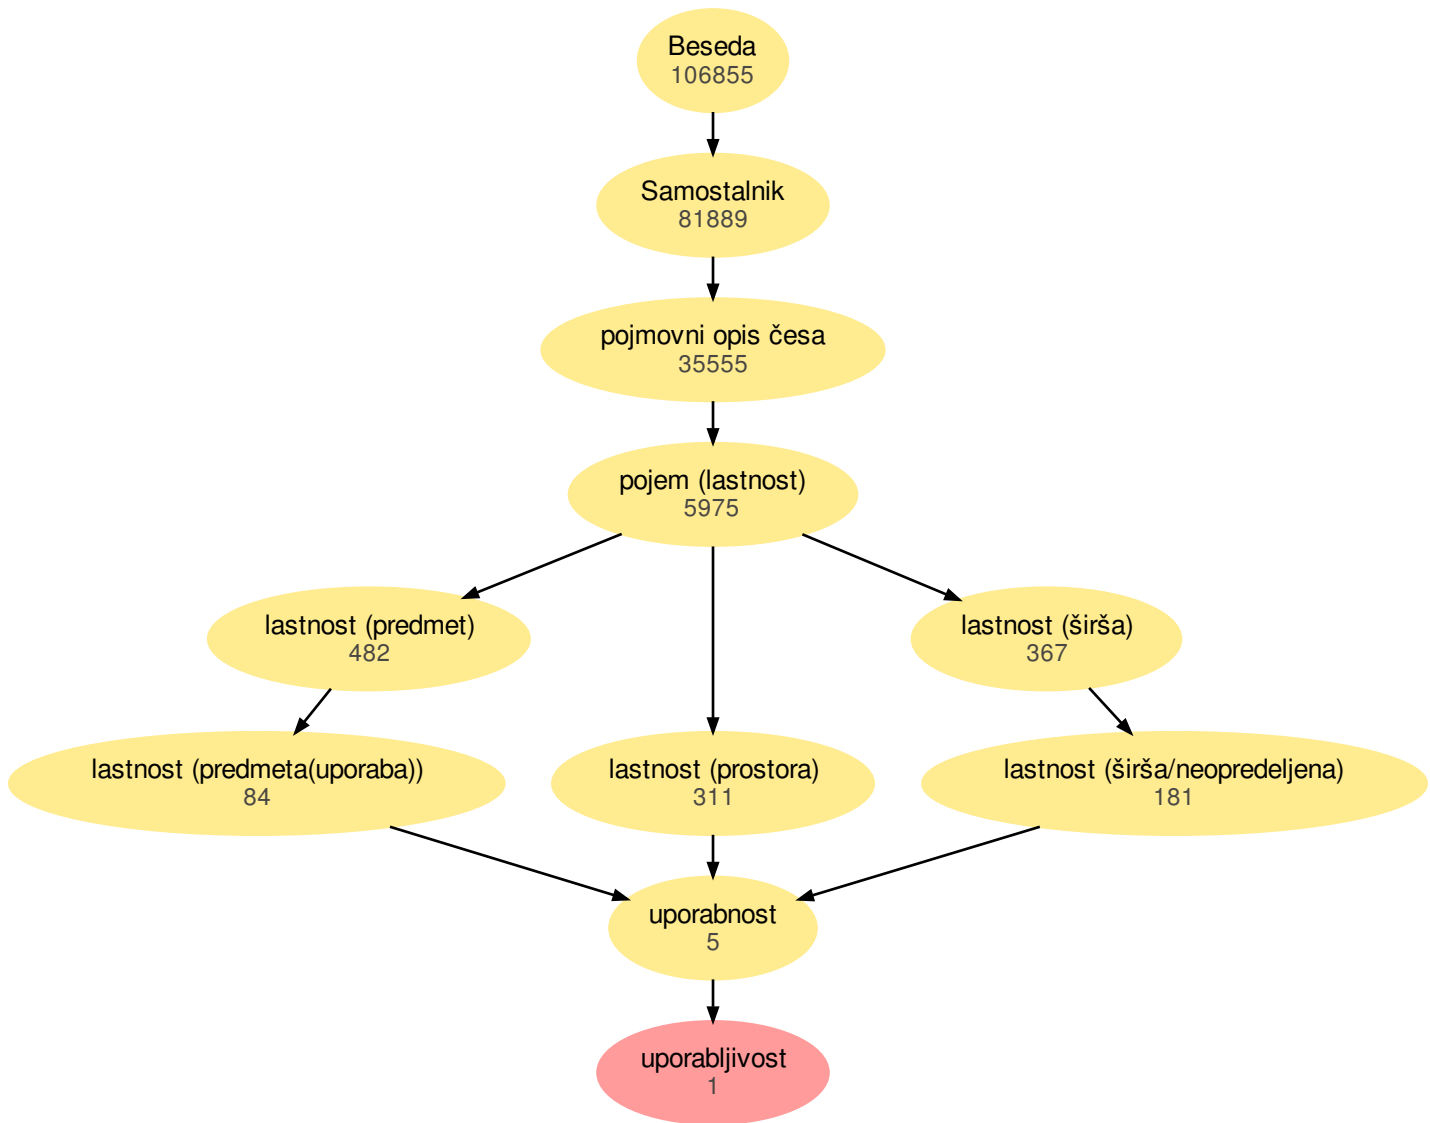 Beseda
106855
Samostalnik
81889
pojmovni opis česa
35555
pojem (lastnost)
5975
lastnost (predmet)
482
lastnost (širša)
367
lastnost (predmeta(uporaba))
84
lastnost (prostora)
311
lastnost (širša/neopredeljena)
181
uporabnost
5
uporabljivost
1